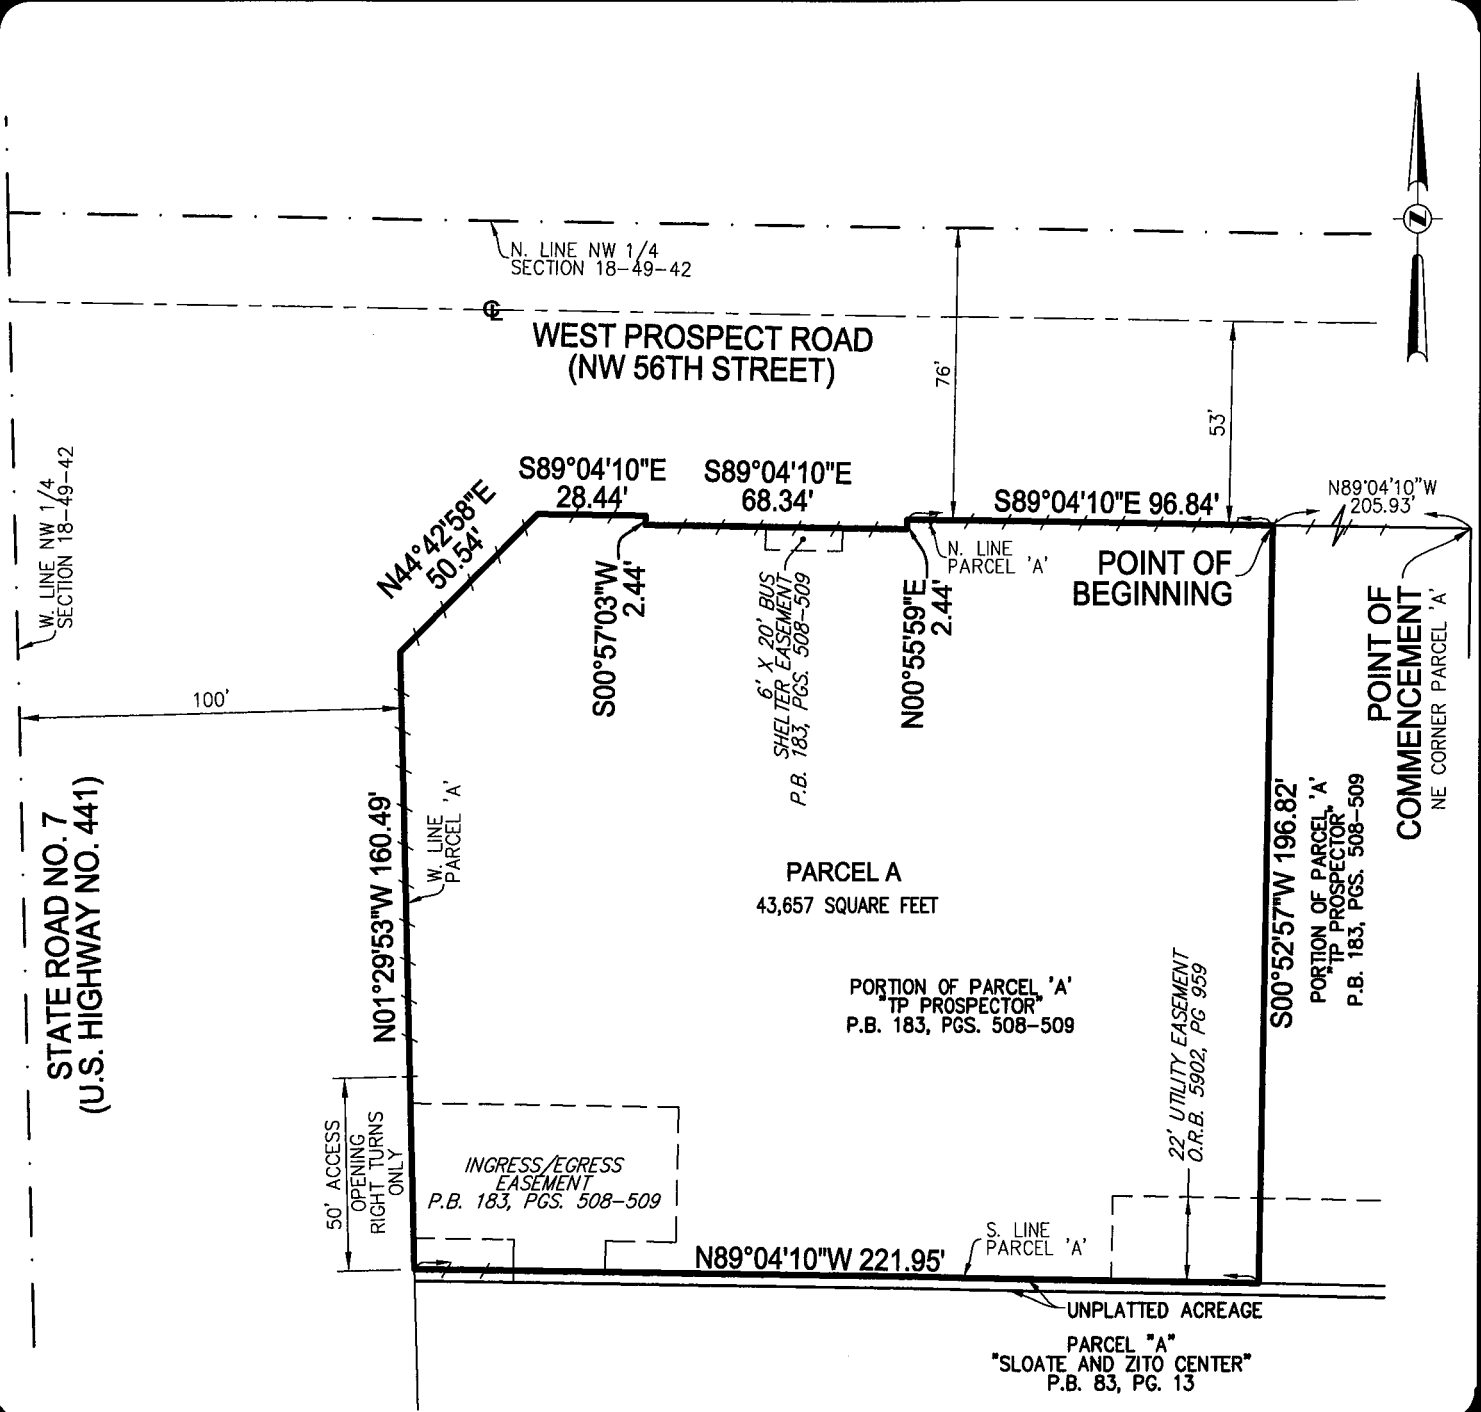 N. LINE NW 1/4
SECTION 18-49-42
℄
WEST PROSPECT ROAD
(NW 56TH STREET)
76'
53'
Z
W. LINE NW 1/4
SECTION 18-49-42
S89°04'10"E
28.44'
S89°04'10"E
68.34'
S89°04'10"E 96.84'
N89°04'10"W
205.93'
N44°42'58"E
50.54'
S00°57'03"W
2.44'
6' X 20' BUS
SHELTER EASEMENT
P.B. 183, PGS. 508-509
N00°55'59"E
2.44'
N. LINE
PARCEL 'A'
POINT OF
BEGINNING
POINT OF
COMMENCEMENT
NE CORNER PARCEL 'A'
100'
STATE ROAD NO. 7
(U.S. HIGHWAY NO. 441)
N01°29'53"W 160.49'
W. LINE
PARCEL 'A'
PARCEL A
43,657 SQUARE FEET
S00°52'57"W 196.82'
PORTION OF PARCEL 'A'
"TP PROSPECTOR"
P.B. 183, PGS. 508-509
PORTION OF PARCEL 'A'
"TP PROSPECTOR"
P.B. 183, PGS. 508-509
22' UTILITY EASEMENT
O.R.B. 5902, PG 959
50' ACCESS
OPENING
RIGHT TURNS
ONLY
INGRESS/EGRESS
EASEMENT
P.B. 183, PGS. 508-509
N89°04'10"W 221.95'
S. LINE
PARCEL 'A'
UNPLATTED ACREAGE
PARCEL "A"
"SLOATE AND ZITO CENTER"
P.B. 83, PG. 13